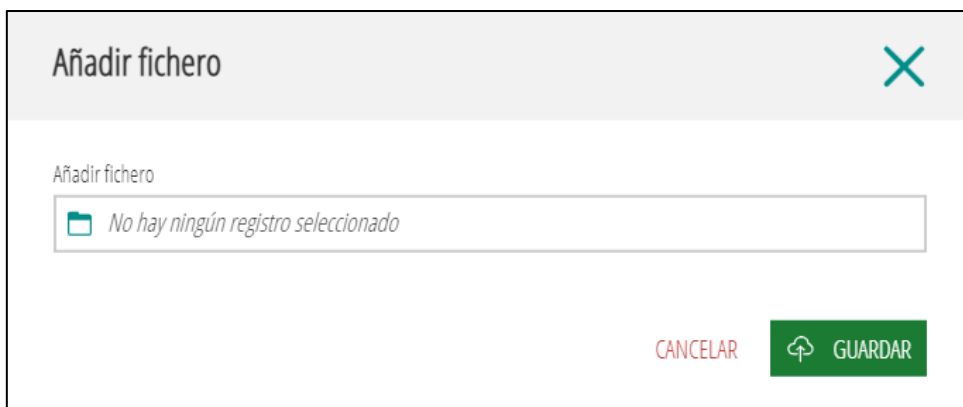 Añadir fichero
Añadir fichero
No hay ningún registro seleccionado
CANCELAR GUARDAR